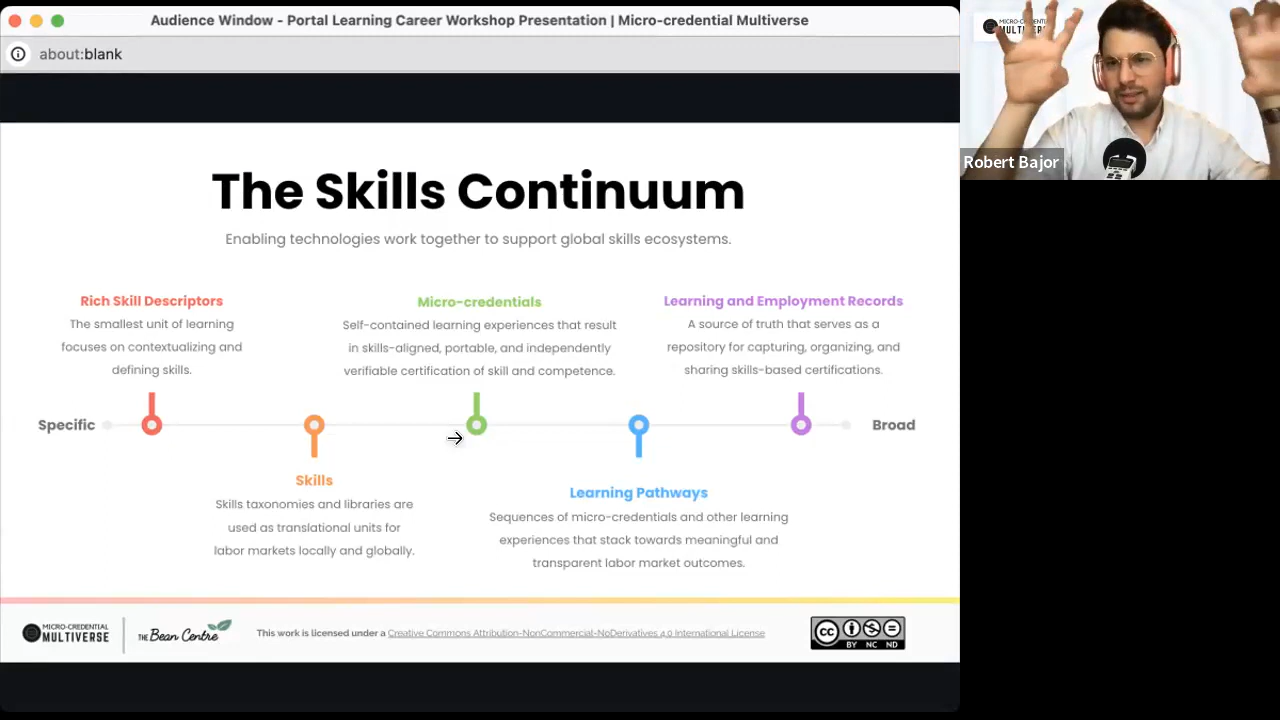 Audience Window - Portal Learning Career Workshop Presentation | Micro-credential Multiverse
about:blank
The Skills Continuum
Enabling technologies work together to support global skills ecosystems.
Rich Skill Descriptors
The smallest unit of learning
focuses on contextualizing and
defining skills.
Micro-credentials
Self-contained learning experiences that result
in skills-aligned, portable, and independently
verifiable certification of skill and competence.
Learning and Employment Records
A source of truth that serves as a
repository for capturing, organizing, and
sharing skills-based certifications.
Specific
Broad
Skills
Skills taxonomies and libraries are
used as translational units for
labor markets locally and globally.
Learning Pathways
Sequences of micro-credentials and other learning
experiences that stack towards meaningful and
transparent labor market outcomes.
MICRO-CREDENTIAL
MULTIVERSE
THE Bean Centre
This work is licensed under a Creative Commons Attribution-NonCommercial-NoDerivatives 4.0 International License
CC
BY NC ND
Robert Bajor